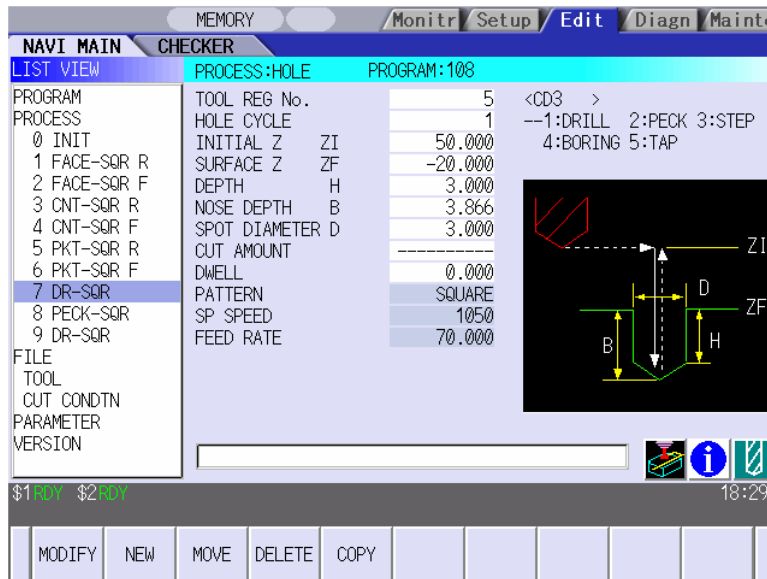 MEMORY Monitr Setup Edit Diagn Mainte
NAVI MAIN CHECKER
LIST VIEW PROCESS:HOLE PROGRAM:108
PROGRAM
PROCESS
0 INIT
1 FACE-SQR R
2 FACE-SQR F
3 CNT-SQR R
4 CNT-SQR F
5 PKT-SQR R
6 PKT-SQR F
7 DR-SQR
8 PECK-SQR
9 DR-SQR
FILE
TOOL
CUT CONDTN
PARAMETER
VERSION
TOOL REG No. 5
HOLE CYCLE 1
INITIAL Z ZI 50.000
SURFACE Z ZF -20.000
DEPTH H 3.000
NOSE DEPTH B 3.866
SPOT DIAMETER D 3.000
CUT AMOUNT ----------
DWELL 0.000
PATTERN SQUARE
SP SPEED 1050
FEED RATE 70.000
<CD3 >
--1:DRILL 2:PECK 3:STEP
4:BORING 5:TAP
ZI
D
ZF
B H
$1 RDY $2 RDY 18:29
MODIFY NEW MOVE DELETE COPY